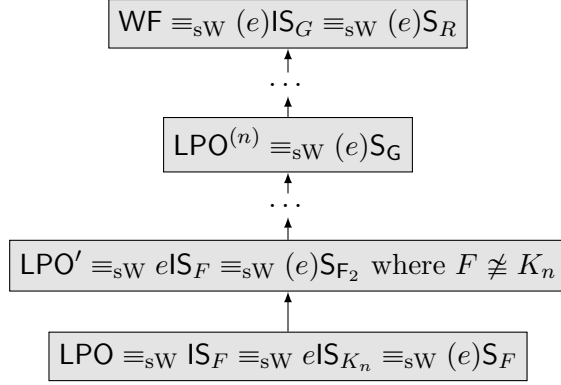 WF ≡sW (e)IS_G ≡sW (e)S_R
...
LPO^(n) ≡sW (e)S_G
...
LPO′ ≡sW eIS_F ≡sW (e)S_F₂ where F ≇ K_n
LPO ≡sW IS_F ≡sW eIS_K_n ≡sW (e)S_F